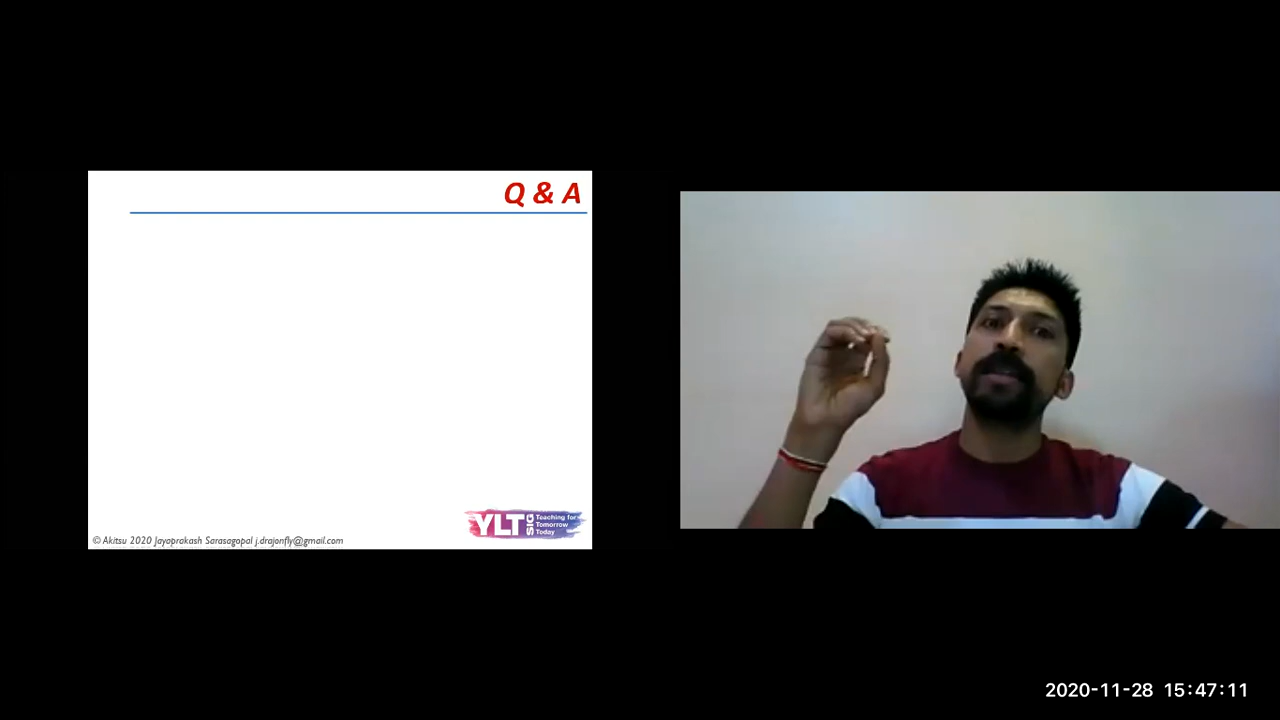 Q & A
YLT
SIG
Teaching for
Tomorrow
Today
© Akitsu 2020 Jayaprakash Sarasagopal j.drajonfly@gmail.com
2020-11-28 15:47:11